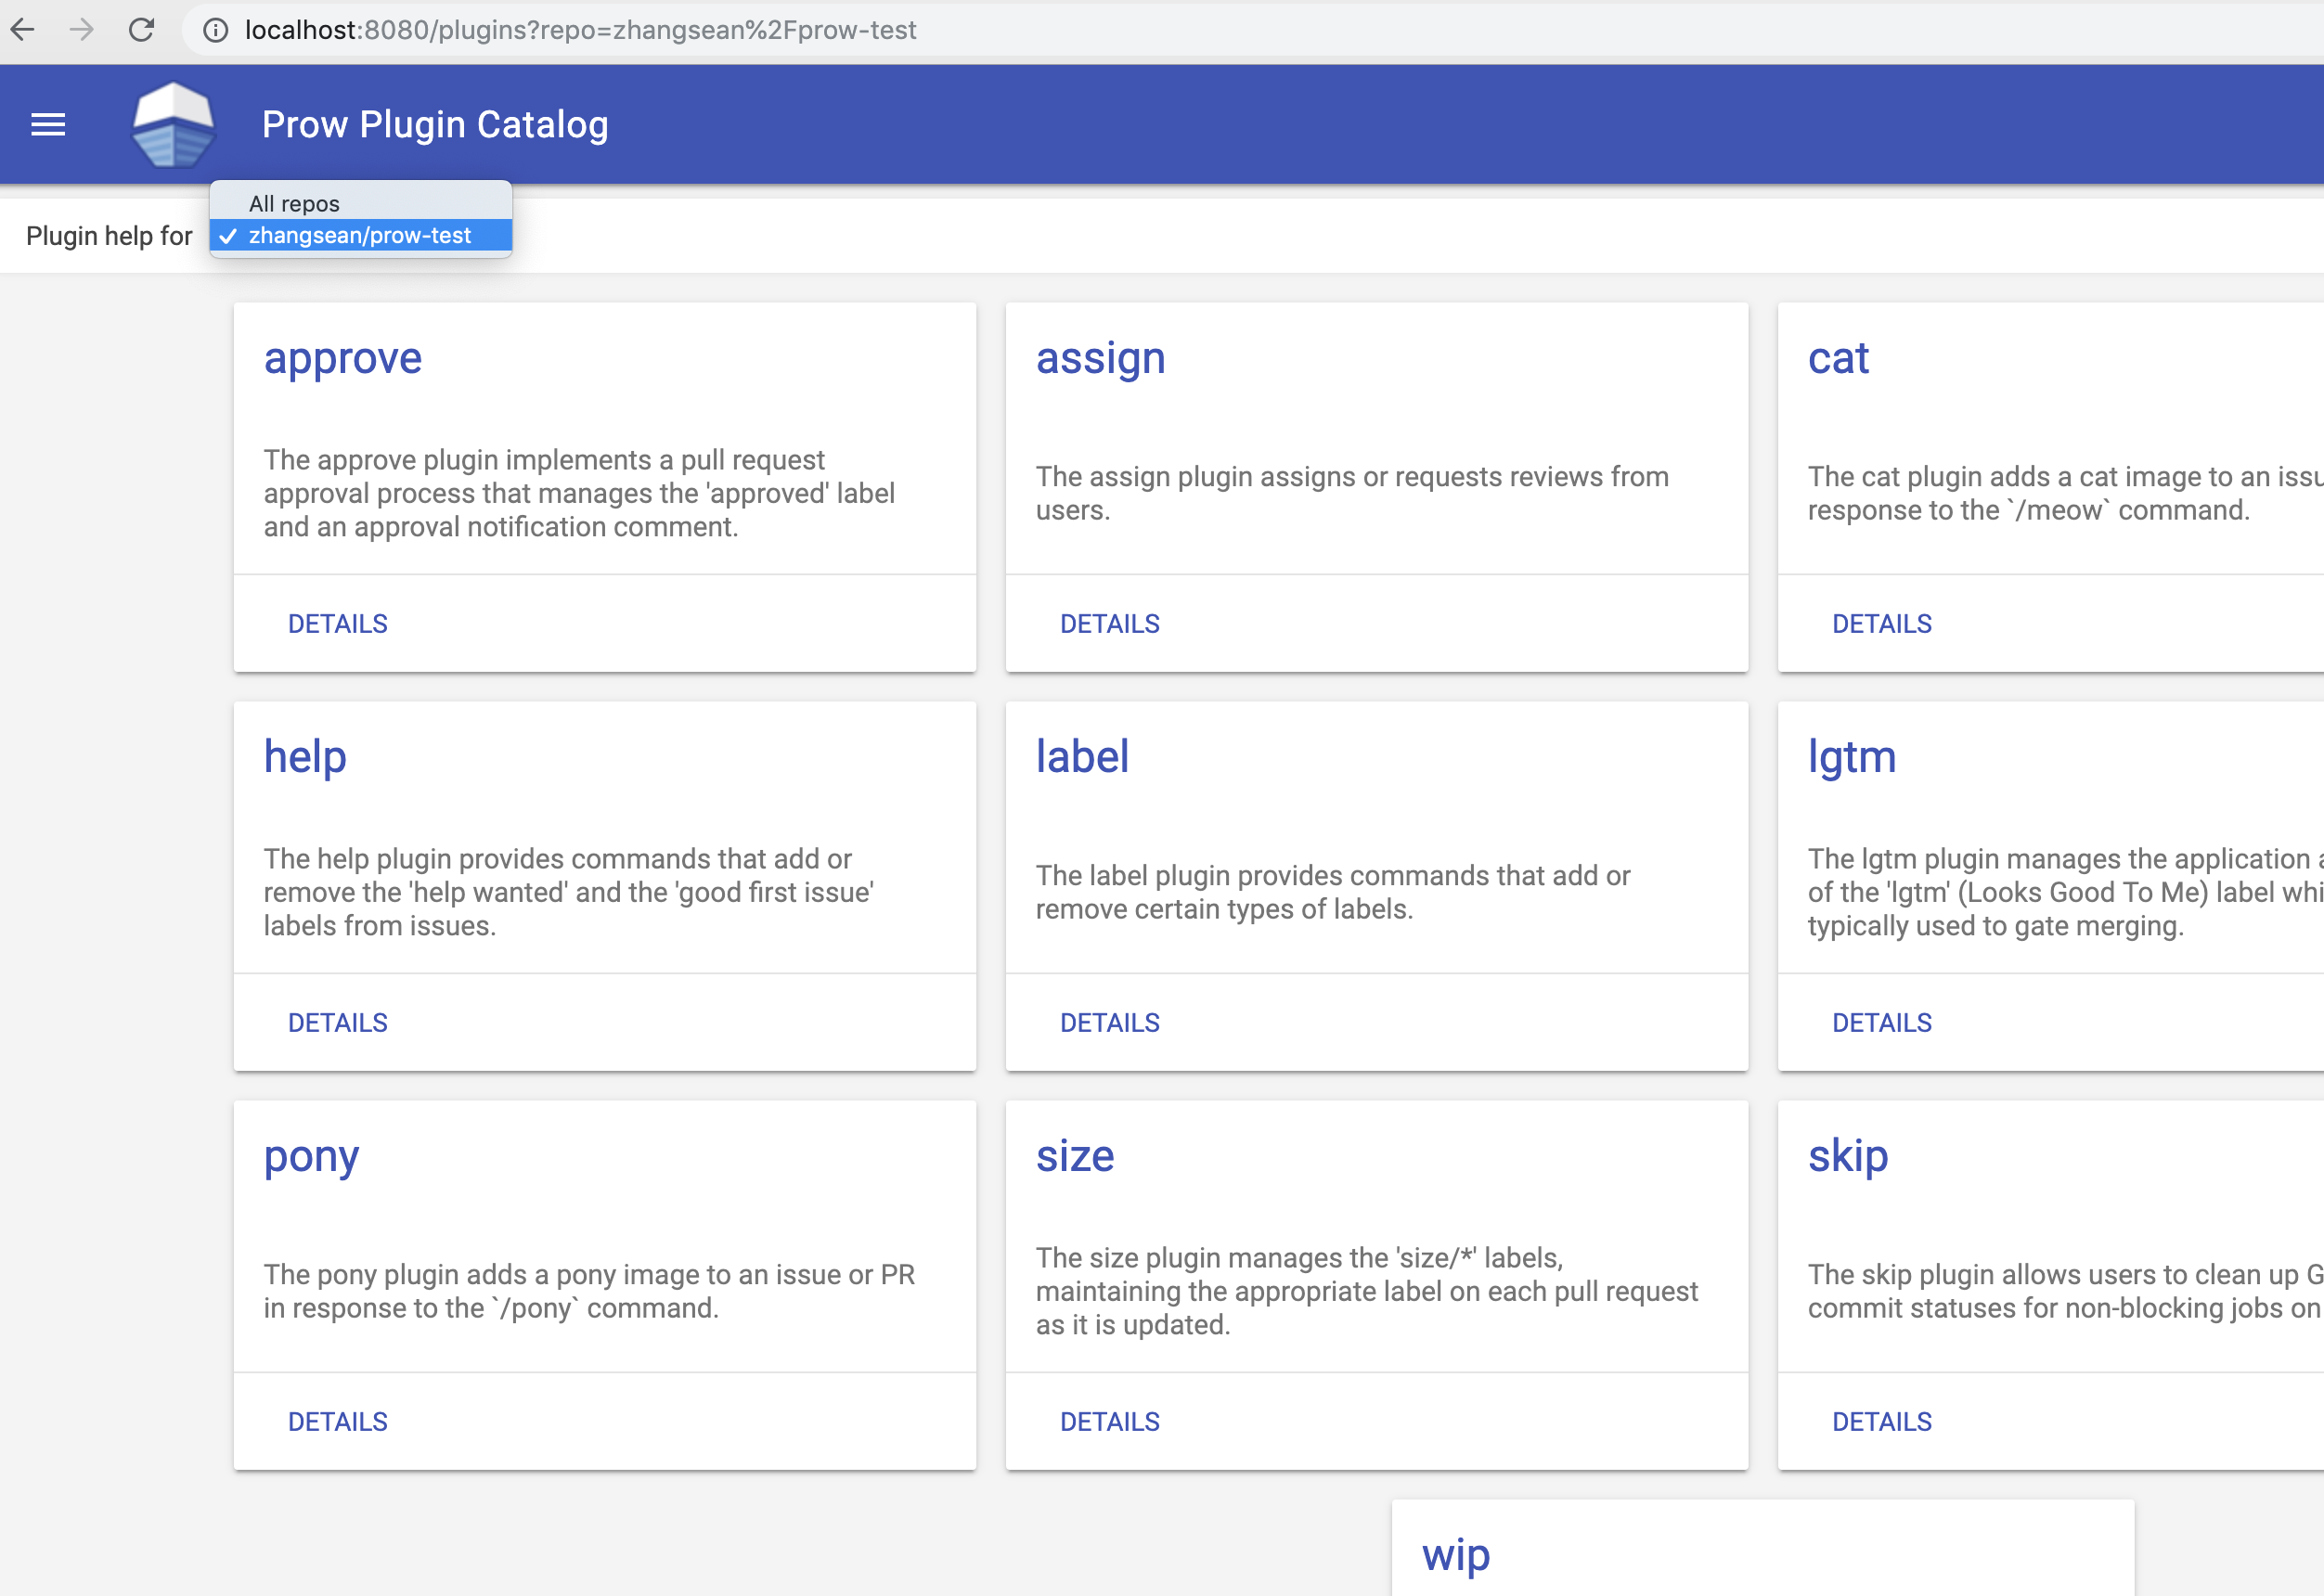 localhost:8080/plugins?repo=zhangsean%2Fprow-test
Prow Plugin Catalog
All repos
Plugin help for
zhangsean/prow-test
approve
The approve plugin implements a pull request
approval process that manages the 'approved' label
and an approval notification comment.
DETAILS
assign
The assign plugin assigns or requests reviews from
users.
DETAILS
cat
The cat plugin adds a cat image to an
response to the `/meow` command.
DETAILS
help
The help plugin provides commands that add or
remove the 'help wanted' and the 'good first issue'
labels from issues.
DETAILS
label
The label plugin provides commands that add or
remove certain types of labels.
DETAILS
lgtm
The lgtm plugin manages the application
of the 'lgtm' (Looks Good To Me) label
typically used to gate merging.
DETAILS
pony
The pony plugin adds a pony image to an issue or PR
in response to the `/pony` command.
DETAILS
size
The size plugin manages the 'size/*' labels,
maintaining the appropriate label on each pull request
as it is updated.
DETAILS
skip
The skip plugin allows users to clean up
commit statuses for non-blocking jobs on
DETAILS
wip